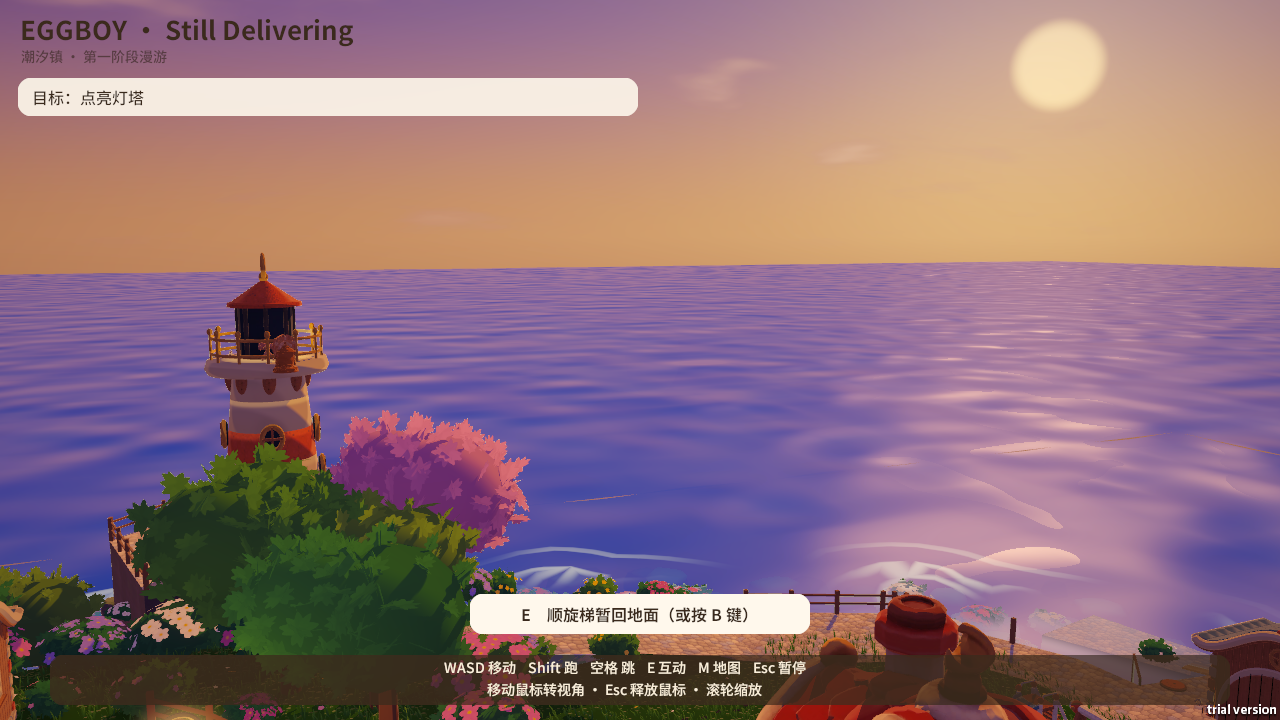 EGGBOY · Still Delivering
潮汐镇 · 第一阶段漫游
目标：点亮灯塔
E 顺旋梯暂回地面（或按 B 键）
WASD 移动 Shift 跑 空格 跳 E 互动 M 地图 Esc 暂停
移动鼠标转视角 · Esc 释放鼠标 · 滚轮缩放
trial version